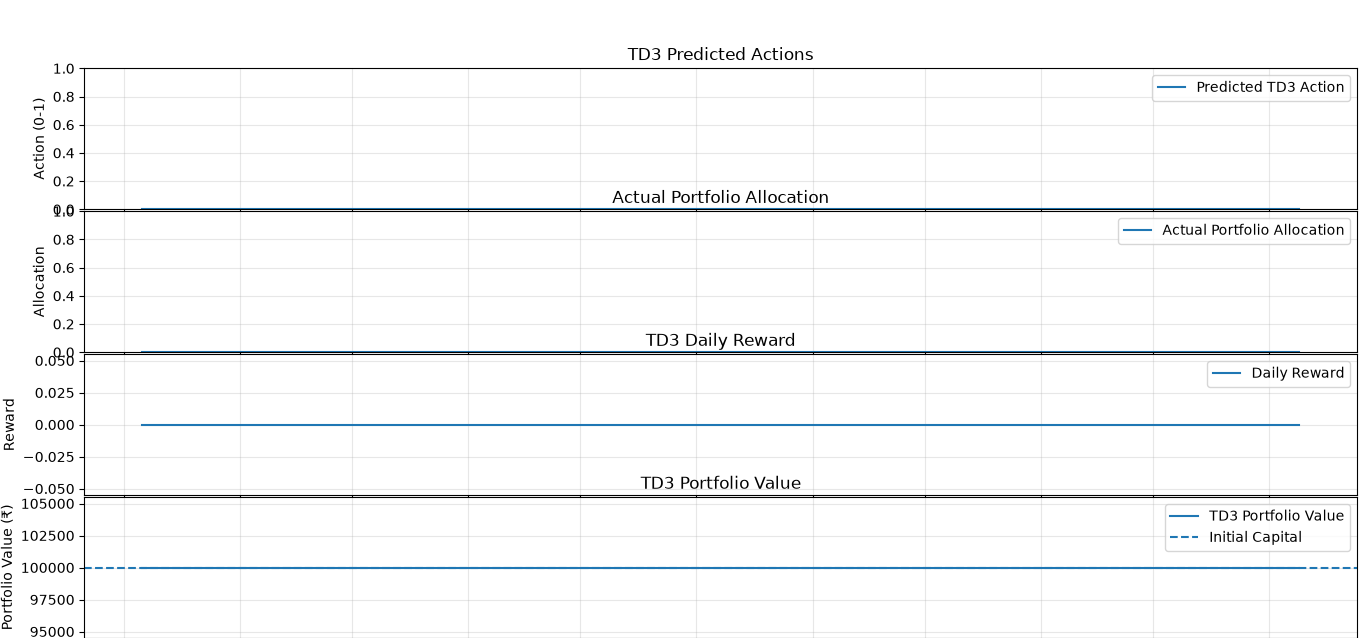 TD3 Predicted Actions
Action (0-1)
1.0
0.8
0.6
0.4
0.2
0.0
Predicted TD3 Action
Actual Portfolio Allocation
Allocation
1.0
0.8
0.6
0.4
0.2
0.0
Actual Portfolio Allocation
TD3 Daily Reward
Reward
0.050
0.025
0.000
−0.025
−0.050
Daily Reward
TD3 Portfolio Value
Portfolio Value (₹)
105000
102500
100000
97500
95000
TD3 Portfolio Value
Initial Capital